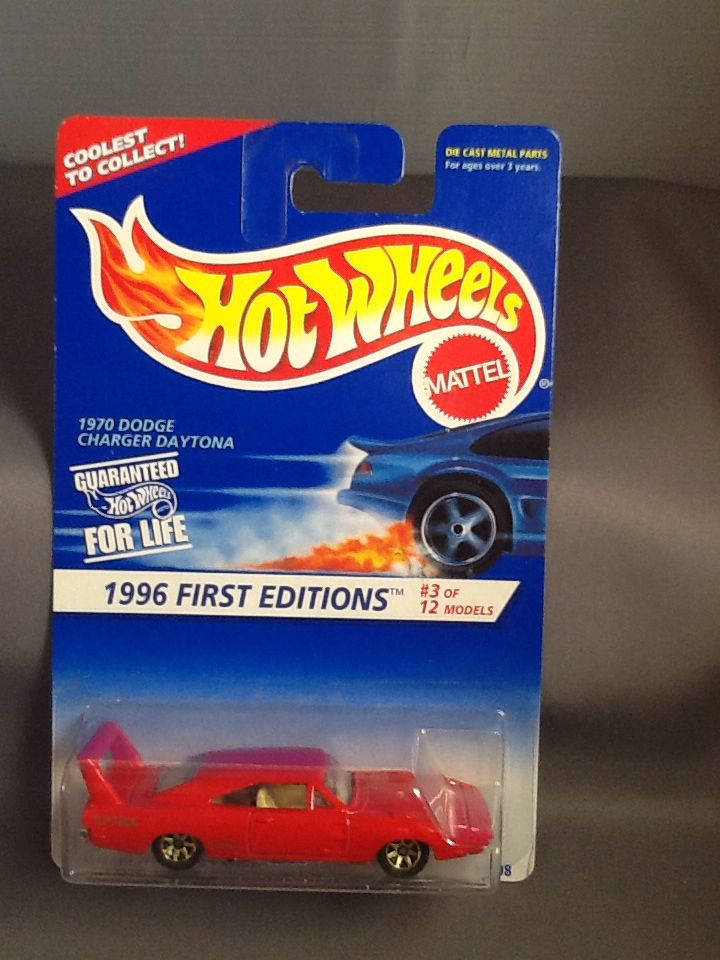 COOLEST
TO COLLECT!
DIE CAST METAL PARTS
For ages over 3 years.
HOT WHEELS
MATTEL
®
1970 DODGE
CHARGER DAYTONA
GUARANTEED
HOT WHEELS
FOR LIFE
1996 FIRST EDITIONS™
#3 OF
12 MODELS
98